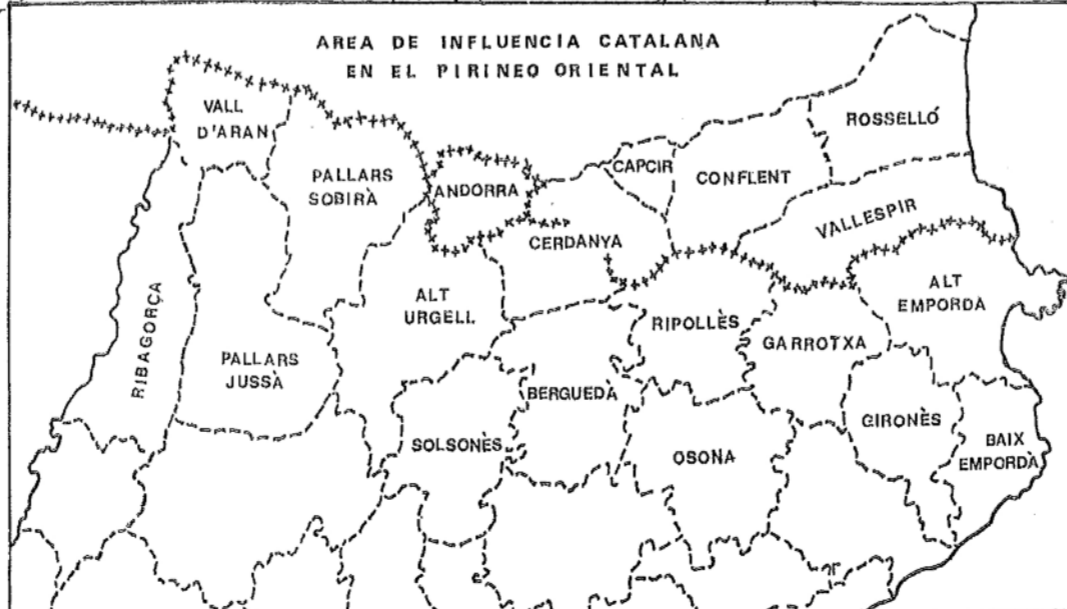 AREA DE INFLUENCIA CATALANA
EN EL PIRINEO ORIENTAL
VALL
D'ARAN
PALLARS
SOBIRÀ
ANDORRA
CAPCIR
CONFLENT
ROSSELLÓ
VALLESPIR
CERDANYA
RIBAGORÇA
PALLARS
JUSSÀ
ALT
URGELL
RIPOLLÈS
GARROTXA
ALT
EMPORDÀ
BERGUEDÀ
SOLSONÈS
OSONA
GIRONÈS
BAIX
EMPORDÀ